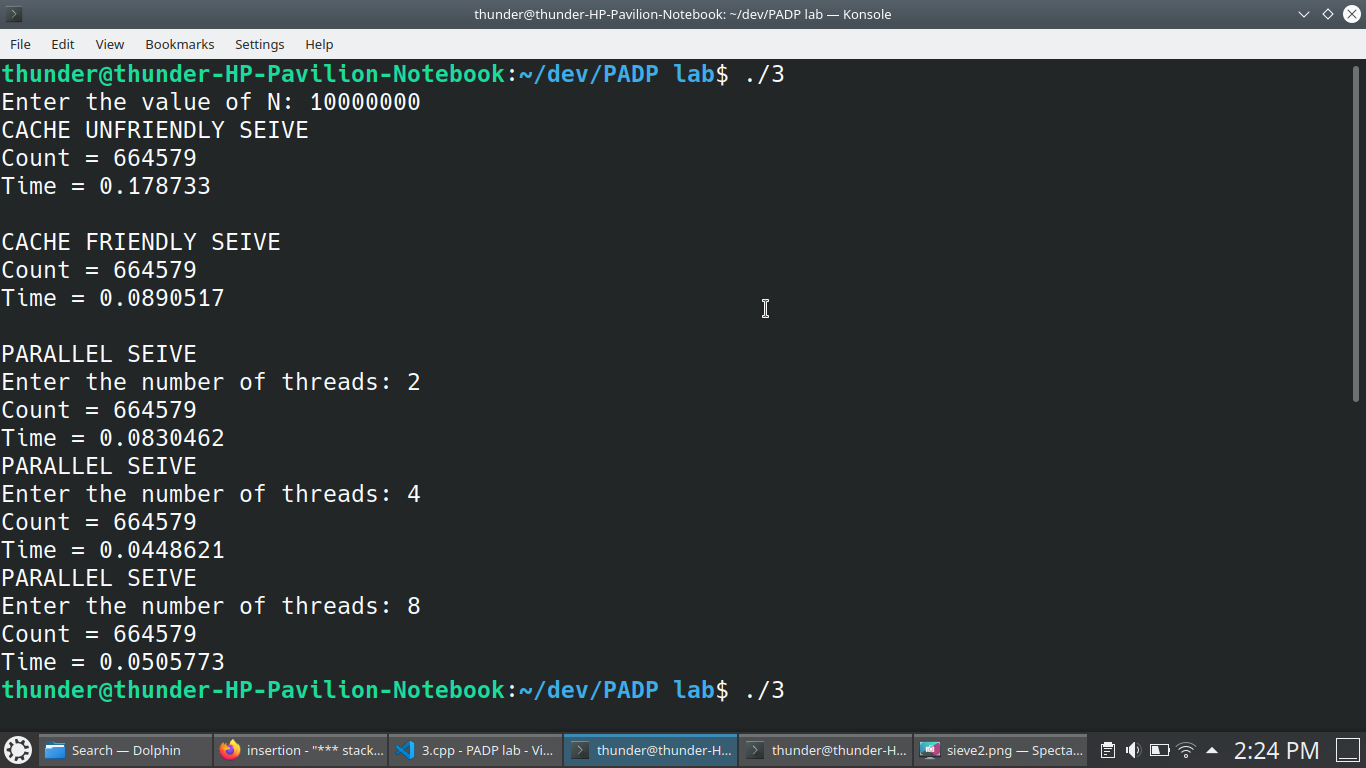 thunder@thunder-HP-Pavilion-Notebook: ~/dev/PADP lab — Konsole
File Edit View Bookmarks Settings Help
thunder@thunder-HP-Pavilion-Notebook:~/dev/PADP lab$ ./3
Enter the value of N: 10000000
CACHE UNFRIENDLY SEIVE
Count = 664579
Time = 0.178733
CACHE FRIENDLY SEIVE
Count = 664579
Time = 0.0890517
PARALLEL SEIVE
Enter the number of threads: 2
Count = 664579
Time = 0.0830462
PARALLEL SEIVE
Enter the number of threads: 4
Count = 664579
Time = 0.0448621
PARALLEL SEIVE
Enter the number of threads: 8
Count = 664579
Time = 0.0505773
thunder@thunder-HP-Pavilion-Notebook:~/dev/PADP lab$ ./3
Search — Dolphin insertion - "*** stack... 3.cpp - PADP lab - Vi... thunder@thunder-H... thunder@thunder-H... sieve2.png — Specta... 2:24 PM